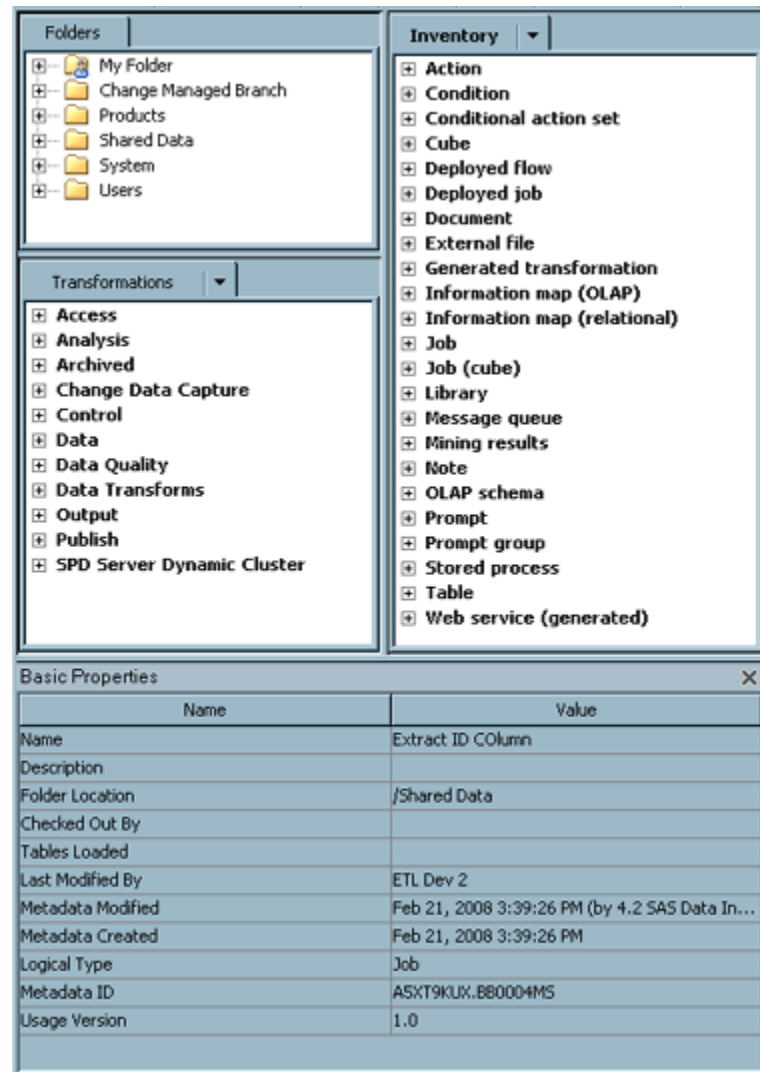 Folders
My Folder
Change Managed Branch
Products
Shared Data
System
Users
Transformations
Access
Analysis
Archived
Change Data Capture
Control
Data
Data Quality
Data Transforms
Output
Publish
SPD Server Dynamic Cluster
Inventory
Action
Condition
Conditional action set
Cube
Deployed flow
Deployed job
Document
External file
Generated transformation
Information map (OLAP)
Information map (relational)
Job
Job (cube)
Library
Message queue
Mining results
Note
OLAP schema
Prompt
Prompt group
Stored process
Table
Web service (generated)
Basic Properties
Name Value
Name Extract ID COlumn
Description
Folder Location /Shared Data
Checked Out By
Tables Loaded
Last Modified By ETL Dev 2
Metadata Modified Feb 21, 2008 3:39:26 PM (by 4.2 SAS Data In...
Metadata Created Feb 21, 2008 3:39:26 PM
Logical Type Job
Metadata ID A5XT9KUX.BB0004MS
Usage Version 1.0